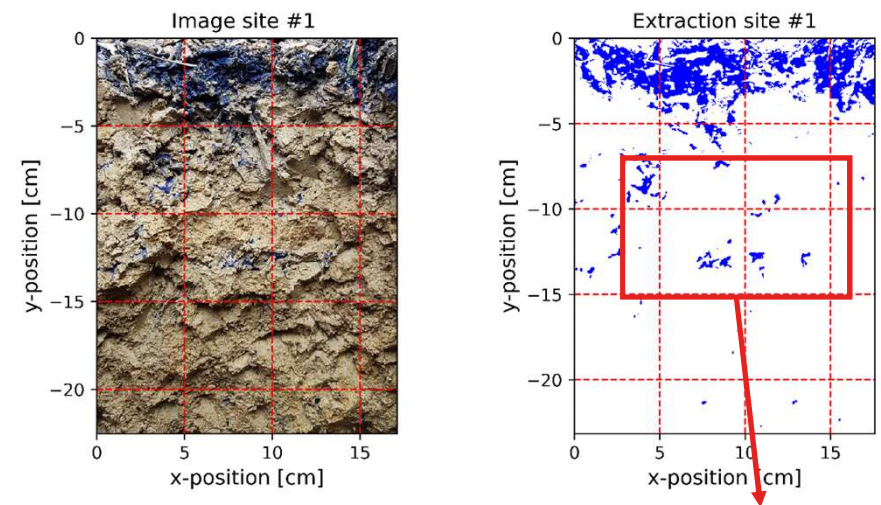 Image site #1
0
−5
−10
−15
−20
y-position [cm]
0 5 10 15
x-position [cm]
Extraction site #1
0
−5
−10
−15
−20
y-position [cm]
0 5 10 15
x-position [cm]